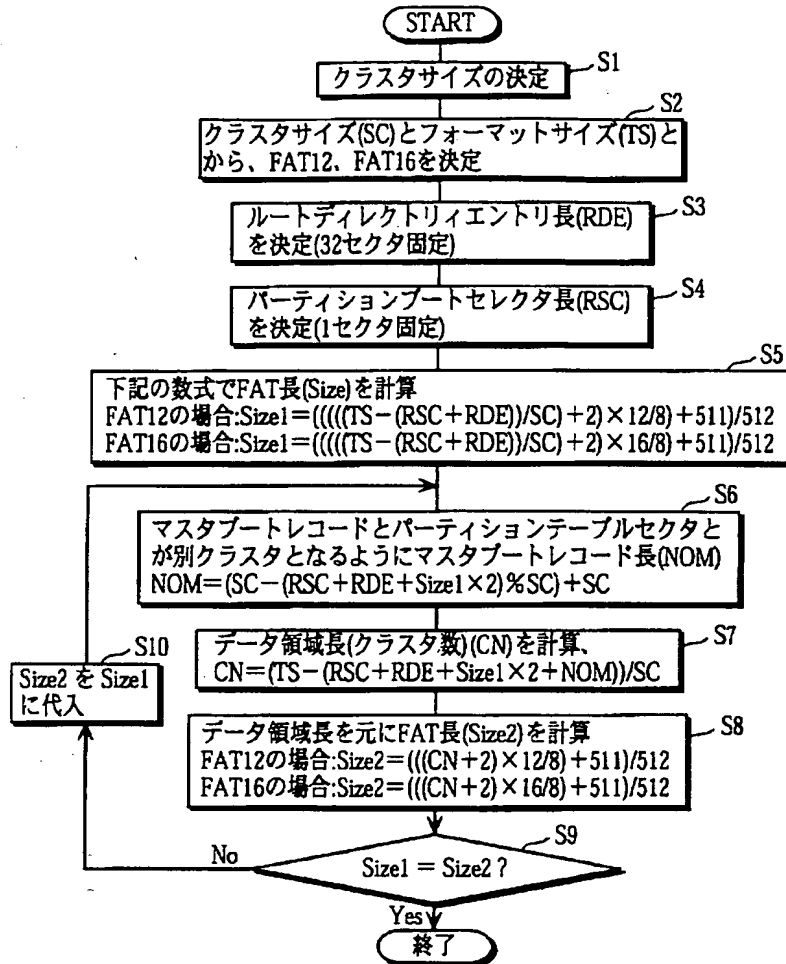 START
S1
クラスタサイズの決定
S2
クラスタサイズ(SC)とフォーマットサイズ(TS)と
から、FAT12、FAT16を決定
S3
ルートディレクトリィエントリ長(RDE)
を決定(32セクタ固定)
S4
パーティションブートセレクタ長(RSC)
を決定(1セクタ固定)
S5
下記の数式でFAT長(Size)を計算
FAT12の場合:Size1=(((((TS-(RSC+RDE))/SC)+2)×12/8)+511)/512
FAT16の場合:Size1=(((((TS-(RSC+RDE))/SC)+2)×16/8)+511)/512
S6
マスタブートレコードとパーティションテーブルセクタと
が別クラスタとなるようにマスタブートレコード長(NOM)
NOM=(SC-(RSC+RDE+Size1×2)%SC)+SC
S7
データ領域長(クラスタ数)(CN)を計算、
CN=(TS-(RSC+RDE+Size1×2+NOM))/SC
S10
Size2 を Size1
に代入
S8
データ領域長を元にFAT長(Size2)を計算
FAT12の場合:Size2=(((CN+2)×12/8)+511)/512
FAT16の場合:Size2=(((CN+2)×16/8)+511)/512
S9
No
Size1 = Size2 ?
Yes
終了